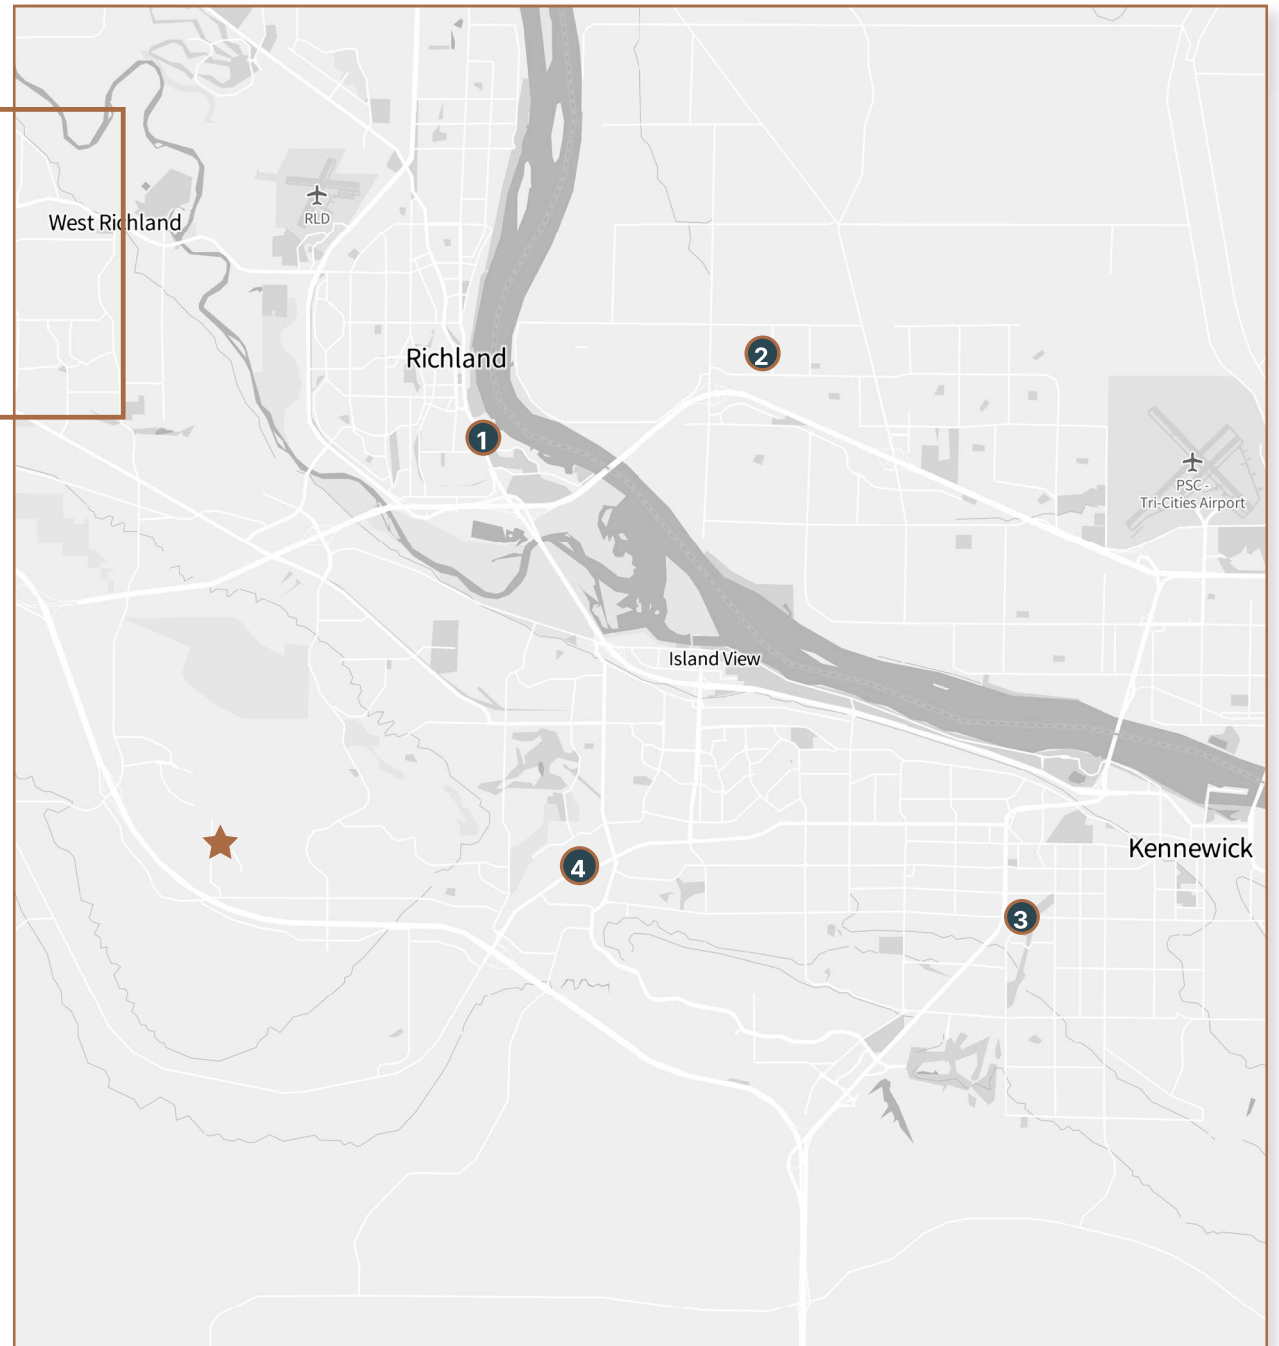 West Richland
RLD
Richland
2
1
PSC -
Tri-Cities Airport
Island View
Kennewick
4
3